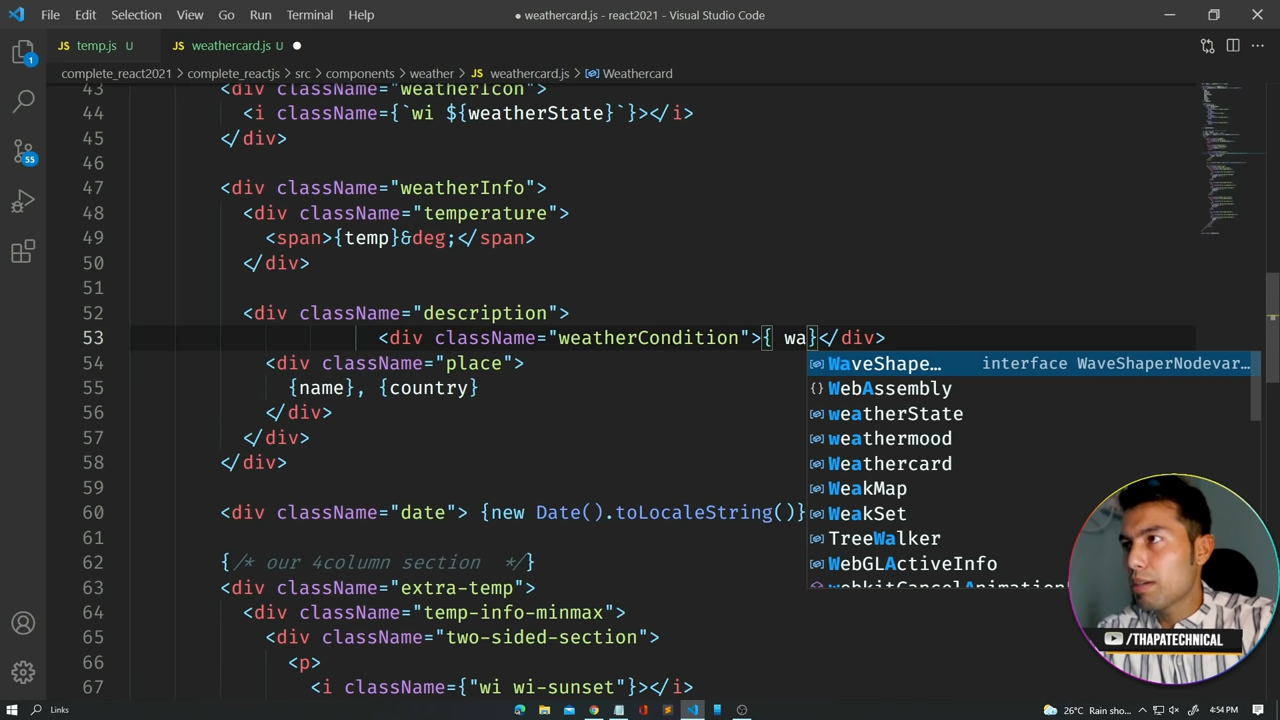 File Edit Selection View Go Run Terminal Help
● weathercard.js - react2021 - Visual Studio Code
JS temp.js U
JS weathercard.js U
complete_react2021 > complete_reactjs > src > components > weather > JS weathercard.js > Weathercard
43 <div className="weatherIcon">
44 <i className={`wi ${weatherState}`}></i>
45 </div>
46
47 <div className="weatherInfo">
48 <div className="temperature">
49 <span>{temp}&deg;</span>
50 </div>
51
52 <div className="description">
53 <div className="weatherCondition">{ wa}</div>
54 <div className="place">
55 {name}, {country}
56 </div>
57 </div>
58 </div>
59
60 <div className="date"> {new Date().toLocaleString()}
61
62 {/* our 4column section */}
63 <div className="extra-temp">
64 <div className="temp-info-minmax">
65 <div className="two-sided-section">
66 <p>
67 <i className={"wi wi-sunset"}></i>
WaveShape… interface WaveShaperNodevar…
WebAssembly
weatherState
weathermood
Weathercard
WeakMap
WeakSet
TreeWalker
WebGLActiveInfo
webkitCancelAnimation
1
55
/THAPATECHNICAL
Links
26°C Rain sho...
4:54 PM